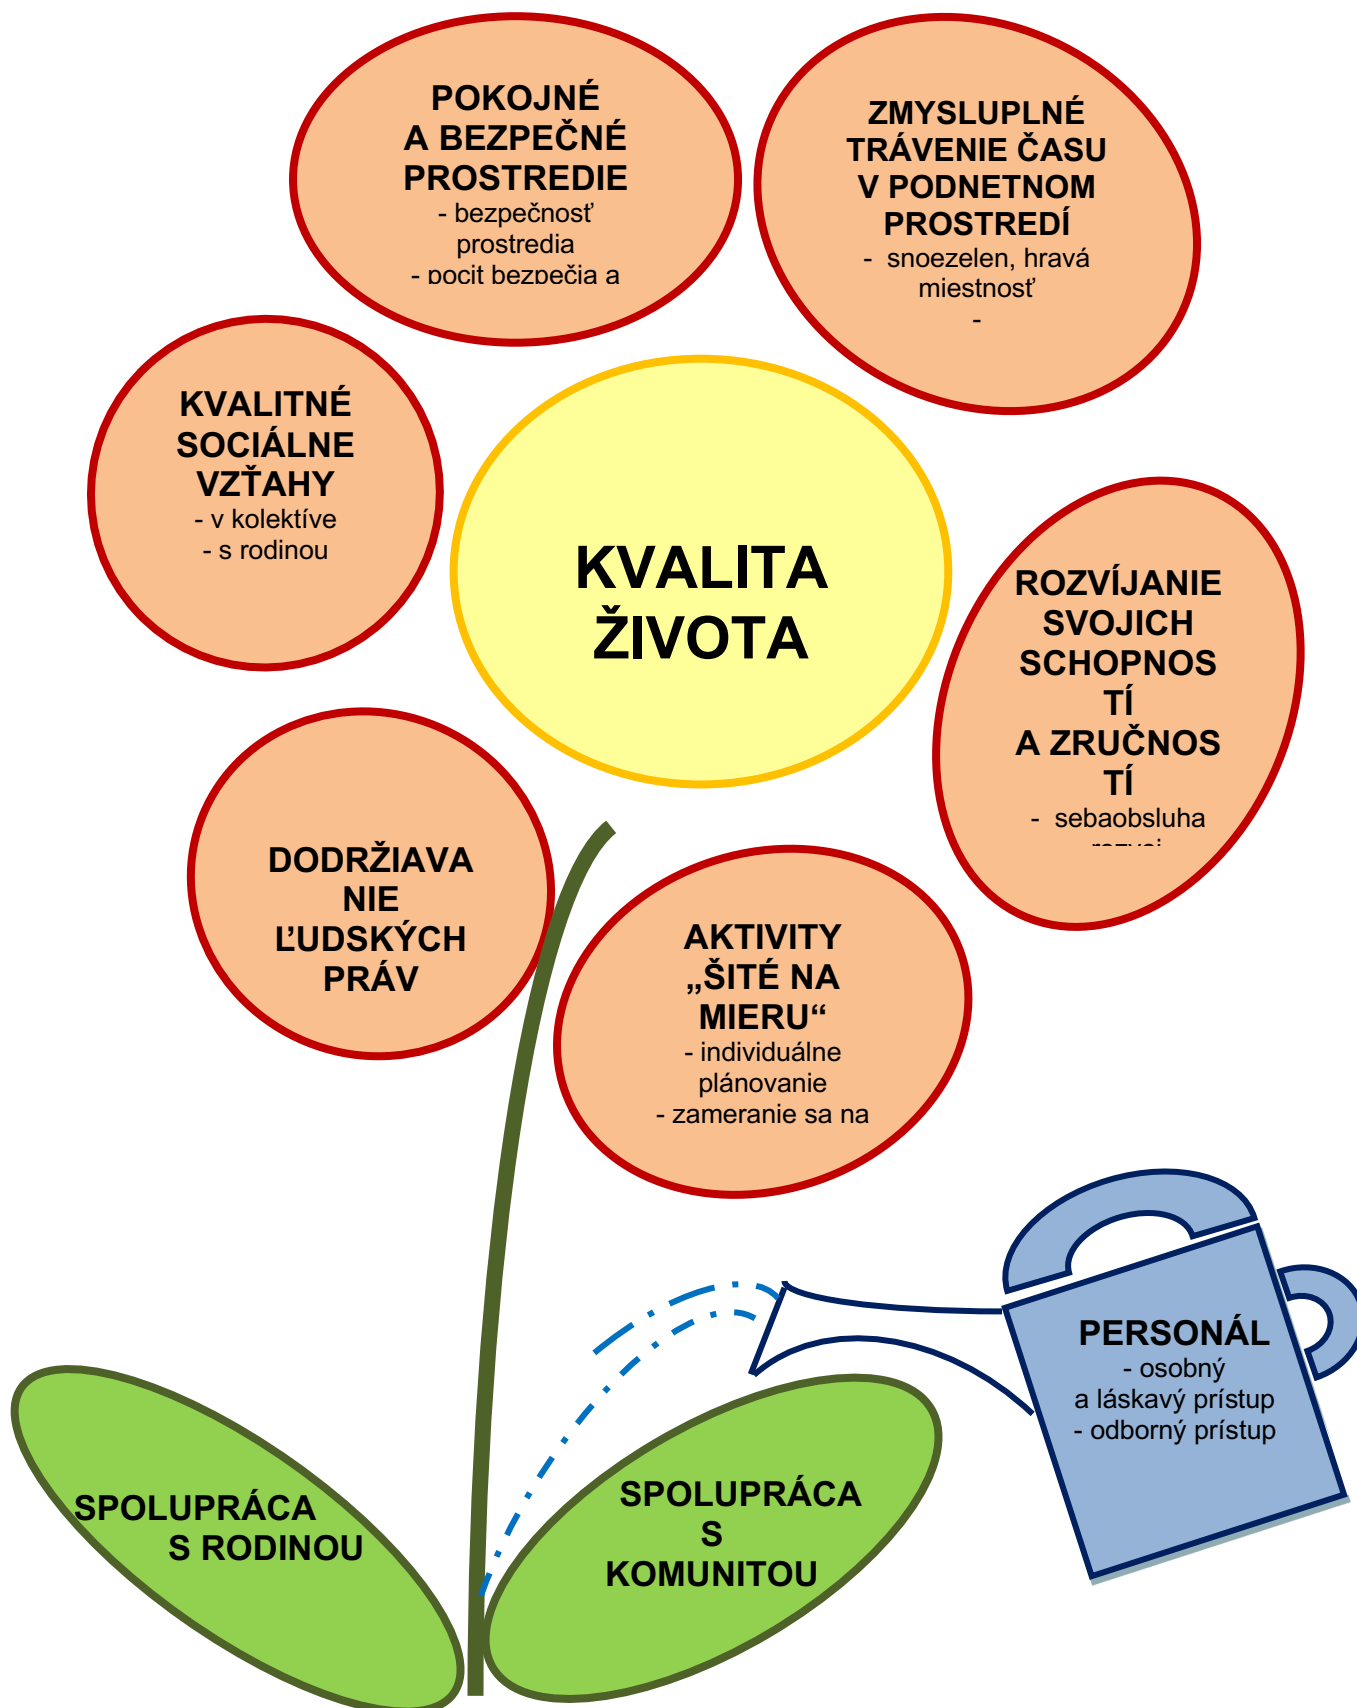 POKOJNÉ
A BEZPEČNÉ
PROSTREDIE
- bezpečnosť
prostredia
- pocit bezpečia a
ZMYSLUPLNÉ
TRÁVENIE ČASU
V PODNETNOM
PROSTREDÍ
- snoezelen, hravá
miestnosť
-
KVALITNÉ
SOCIÁLNE
VZŤAHY
- v kolektíve
- s rodinou
KVALITA
ŽIVOTA
ROZVÍJANIE
SVOJICH
SCHOPNOS
TÍ
A ZRUČNOS
TÍ
- sebaobsluha
DODRŽIAVA
NIE
ĽUDSKÝCH
PRÁV
AKTIVITY
„ŠITÉ NA
MIERU“
- individuálne
plánovanie
- zameranie sa na
PERSONÁL
- osobný
a láskavý prístup
- odborný prístup
SPOLUPRÁCA
S RODINOU
SPOLUPRÁCA
S
KOMUNITOU